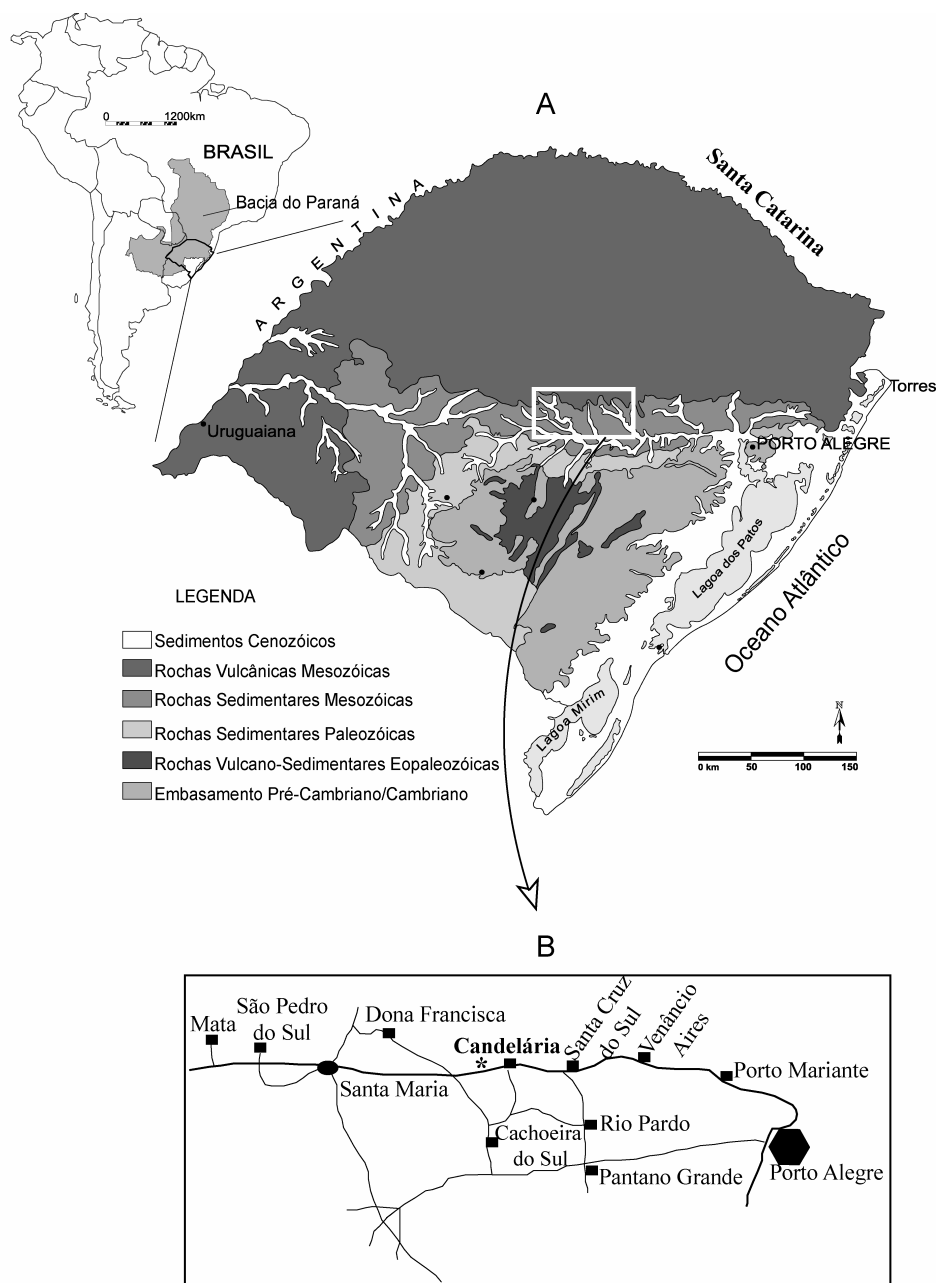 A
0 1200km
BRASIL
Bacia do Paraná
ARGENTINA
Santa Catarina
Torres
Uruguaiana
PORTO ALEGRE
Lagoa dos Patos
Oceano Atlântico
Lagoa Mirim
LEGENDA
Sedimentos Cenozóicos
Rochas Vulcânicas Mesozóicas
Rochas Sedimentares Mesozóicas
Rochas Sedimentares Paleozóicas
Rochas Vulcano-Sedimentares Eopaleozóicas
Embasamento Pré-Cambriano/Cambriano
N
0 km 50 100 150
B
Mata
São Pedro
do Sul
Dona Francisca
Santa Maria
Candelária
*
Santa Cruz
do Sul
Venâncio
Aires
Porto Mariante
Cachoeira
do Sul
Rio Pardo
Pantano Grande
Porto Alegre